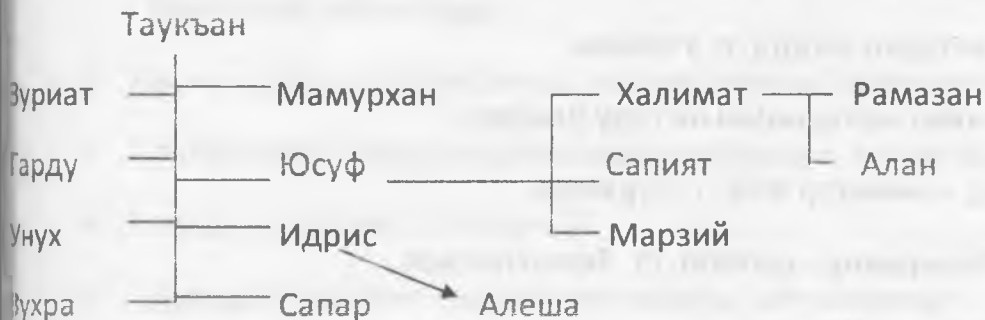 Таукъан
Зуриат Мамурхан Халимат Рамазан
Гарду Юсуф Сапият Алан
Унух Идрис Марзий
Зухра Сапар Алеша